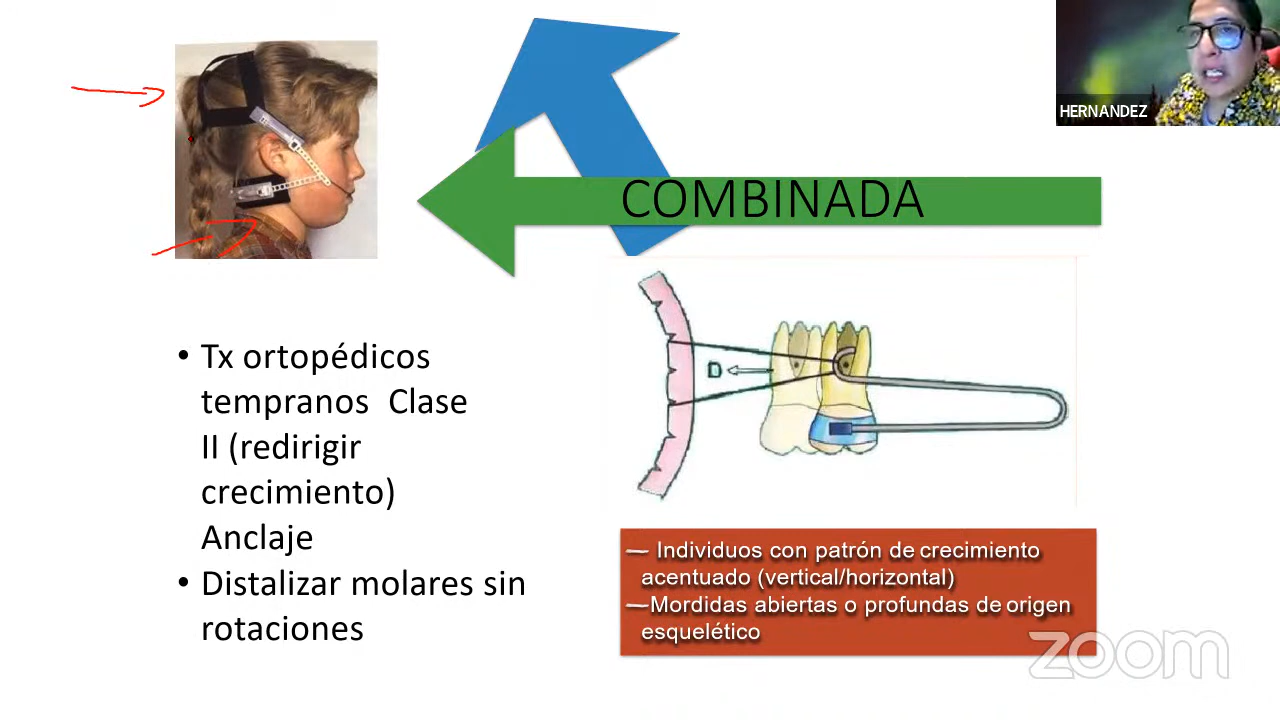 HERNANDEZ
COMBINADA
D
• Tx ortopédicos
tempranos Clase
II (redirigir
crecimiento)
Anclaje
• Distalizar molares sin
rotaciones
— Individuos con patrón de crecimiento
acentuado (vertical/horizontal)
—Mordidas abiertas o profundas de origen
esquelético
zoom